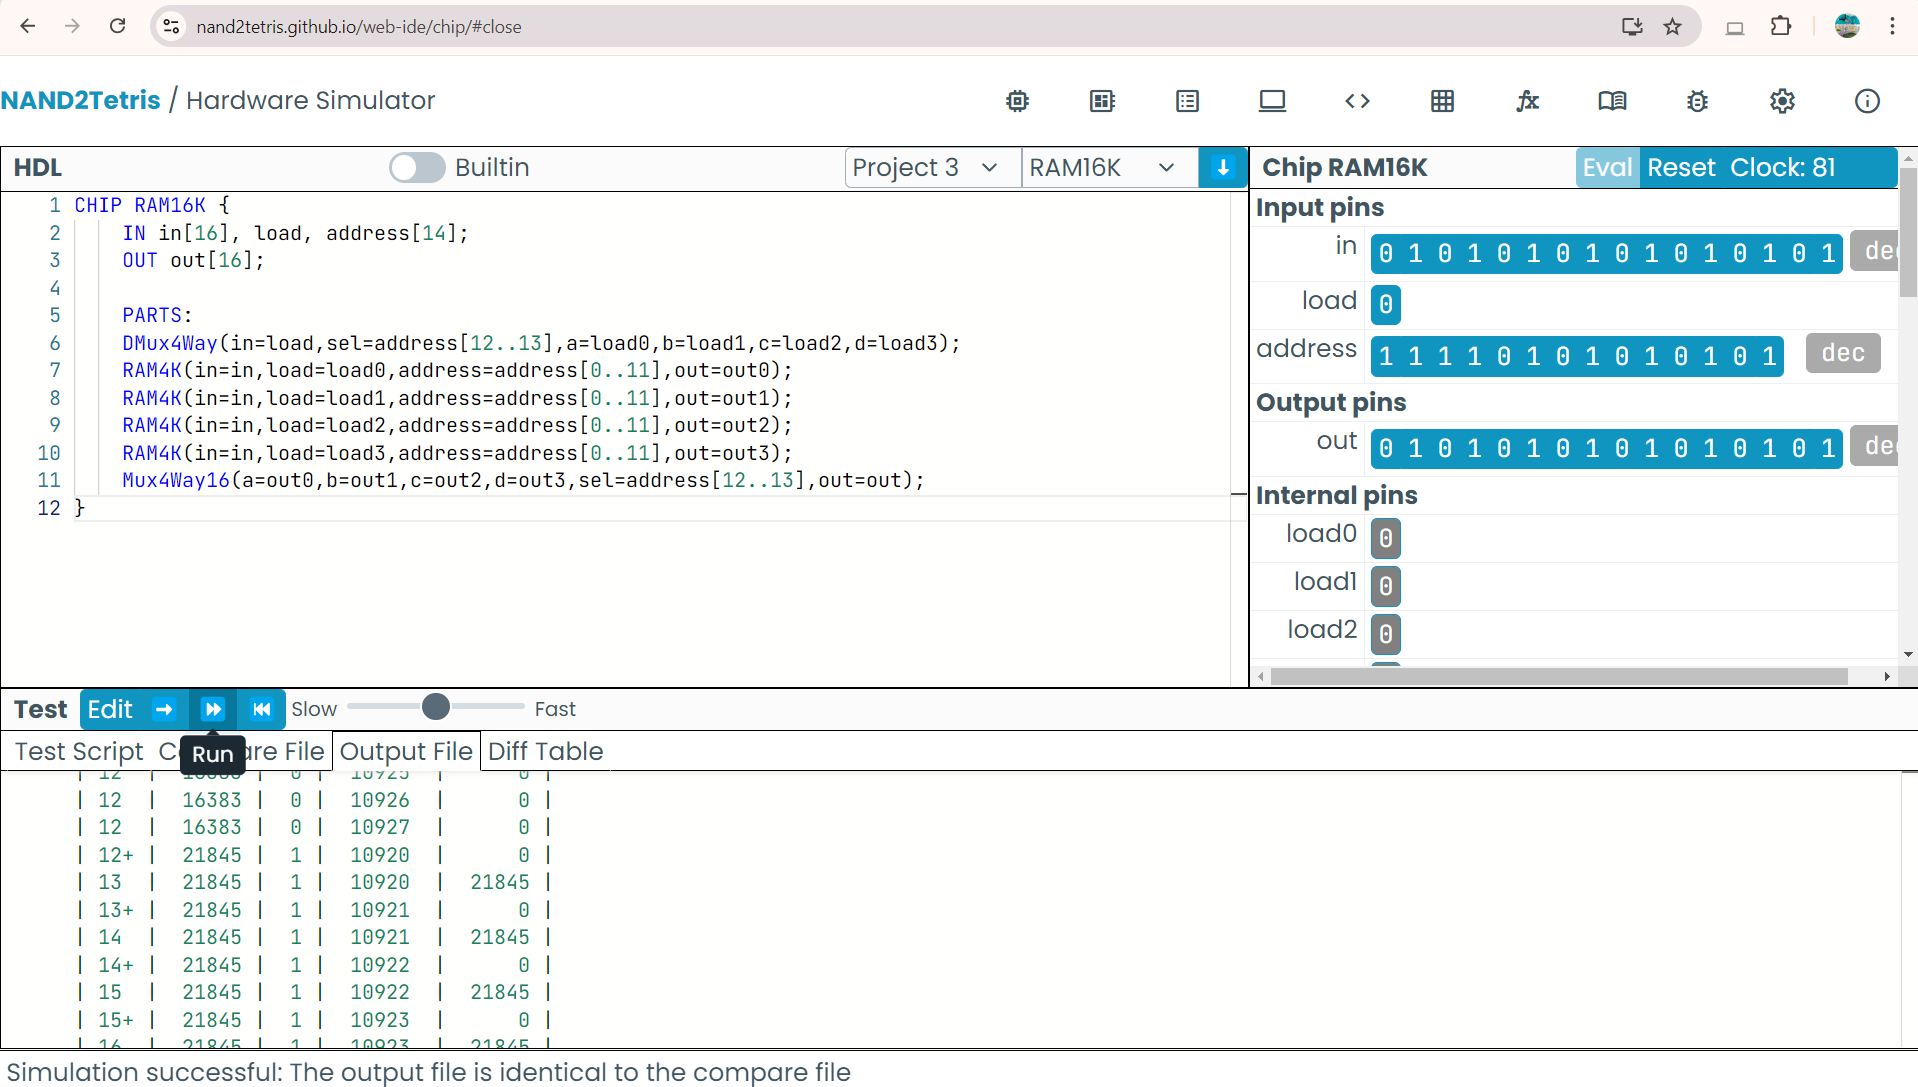 nand2tetris.github.io/web-ide/chip/#close
NAND2Tetris / Hardware Simulator
HDL Builtin Project 3 RAM16K
1 CHIP RAM16K {
2 IN in[16], load, address[14];
3 OUT out[16];
4
5 PARTS:
6 DMux4Way(in=load,sel=address[12..13],a=load0,b=load1,c=load2,d=load3);
7 RAM4K(in=in,load=load0,address=address[0..11],out=out0);
8 RAM4K(in=in,load=load1,address=address[0..11],out=out1);
9 RAM4K(in=in,load=load2,address=address[0..11],out=out2);
10 RAM4K(in=in,load=load3,address=address[0..11],out=out3);
11 Mux4Way16(a=out0,b=out1,c=out2,d=out3,sel=address[12..13],out=out);
12 }
Chip RAM16K Eval Reset Clock: 81
Input pins
in 0 1 0 1 0 1 0 1 0 1 0 1 0 1 0 1 dec
load 0
address 1 1 1 1 0 1 0 1 0 1 0 1 0 1 dec
Output pins
out 0 1 0 1 0 1 0 1 0 1 0 1 0 1 0 1 dec
Internal pins
load0 0
load1 0
load2 0
Test Edit Slow Fast
Test Script C re File Output File Diff Table
Run
| 12 | 16383 | 0 | 10925 | 0 |
| 12 | 16383 | 0 | 10926 | 0 |
| 12 | 16383 | 0 | 10927 | 0 |
| 12+ | 21845 | 1 | 10920 | 0 |
| 13 | 21845 | 1 | 10920 | 21845 |
| 13+ | 21845 | 1 | 10921 | 0 |
| 14 | 21845 | 1 | 10921 | 21845 |
| 14+ | 21845 | 1 | 10922 | 0 |
| 15 | 21845 | 1 | 10922 | 21845 |
| 15+ | 21845 | 1 | 10923 | 0 |
| 16 | 21845 | 1 | 10923 | 21845 |
Simulation successful: The output file is identical to the compare file